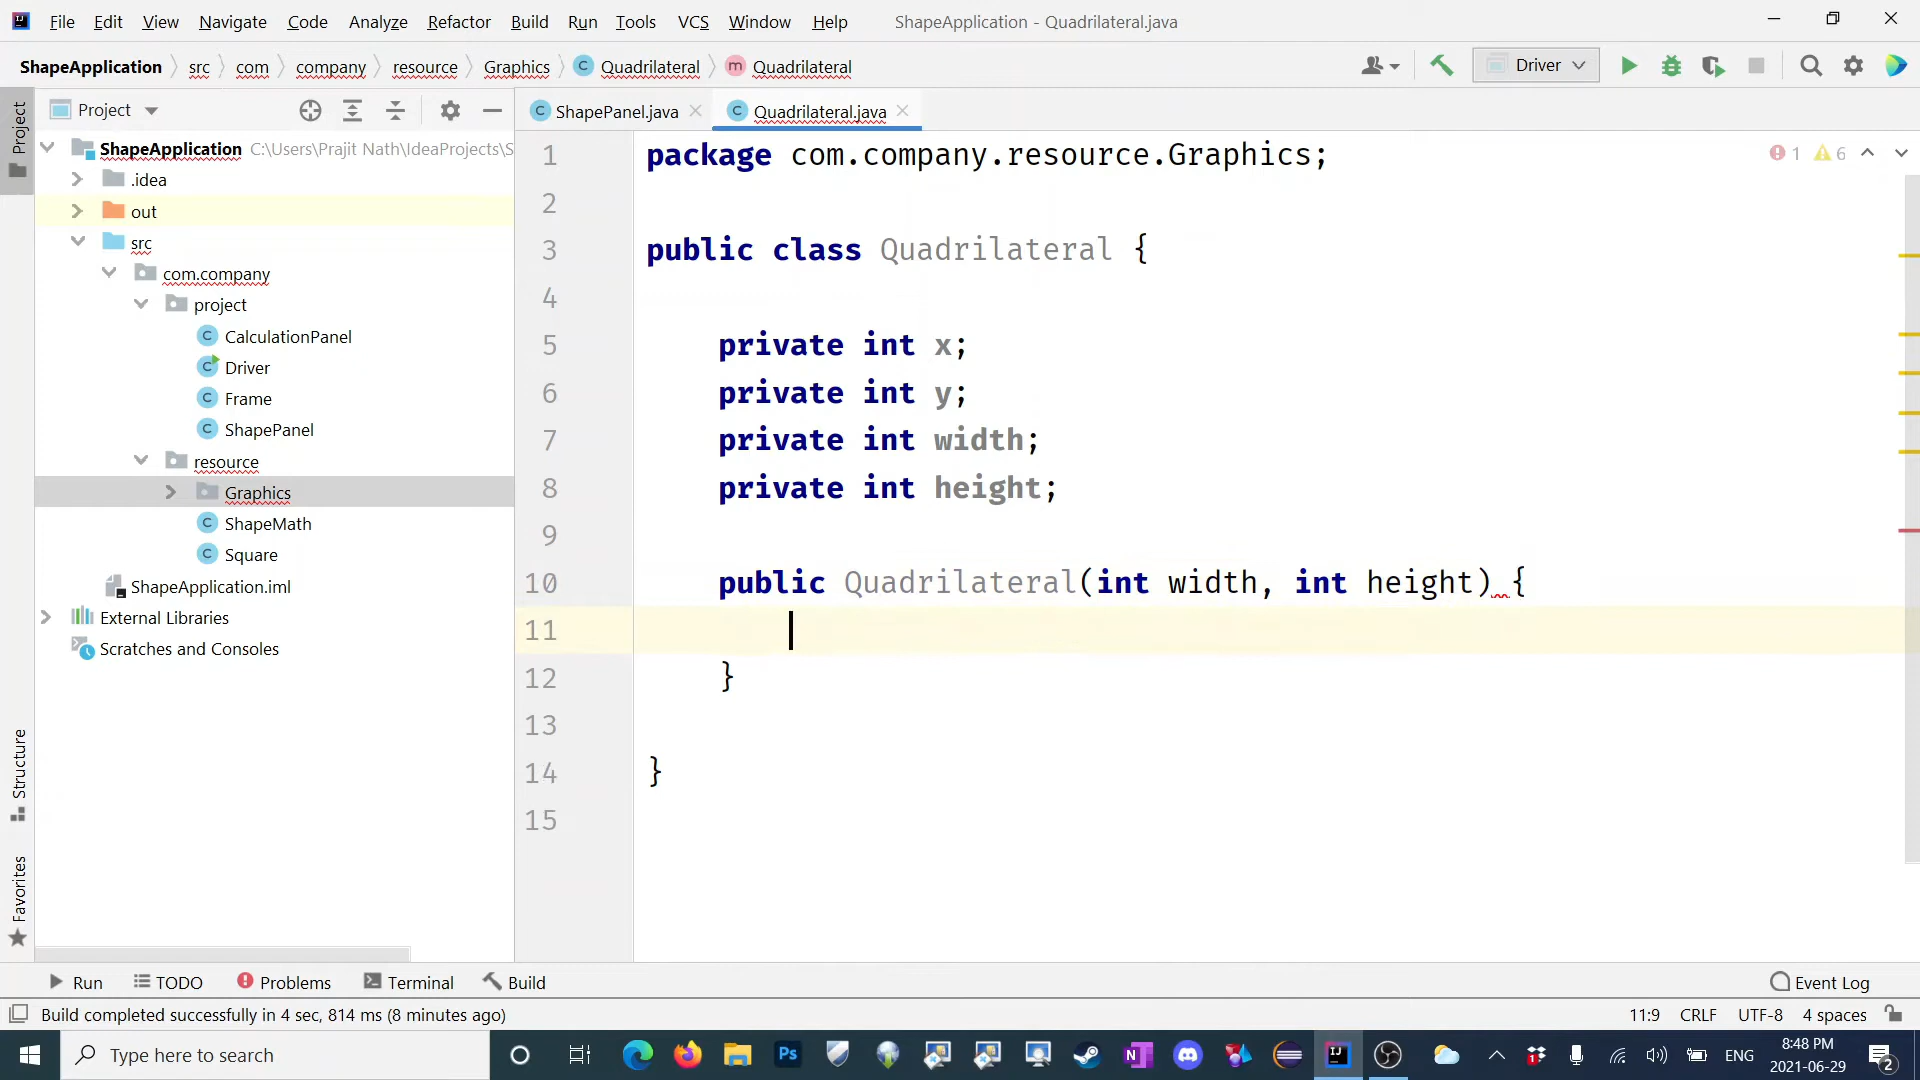 File Edit View Navigate Code Analyze Refactor Build Run Tools VCS Window Help ShapeApplication - Quadrilateral.java
ShapeApplication src com company resource Graphics Quadrilateral Quadrilateral
Driver
Project
Project
ShapePanel.java
Quadrilateral.java
ShapeApplication C:\Users\Prajit Nath\IdeaProjects\S
.idea
out
src
com.company
project
CalculationPanel
Driver
Frame
ShapePanel
resource
Graphics
ShapeMath
Square
ShapeApplication.iml
External Libraries
Scratches and Consoles
Structure
Favorites
1 package com.company.resource.Graphics;
1 6
2
3 public class Quadrilateral {
4
5 private int x;
6 private int y;
7 private int width;
8 private int height;
9
10 public Quadrilateral(int width, int height) {
11
12 }
13
14 }
15
Run TODO Problems Terminal Build Event Log
Build completed successfully in 4 sec, 814 ms (8 minutes ago) 11:9 CRLF UTF-8 4 spaces
Type here to search
ENG
8:48 PM
2021-06-29
2